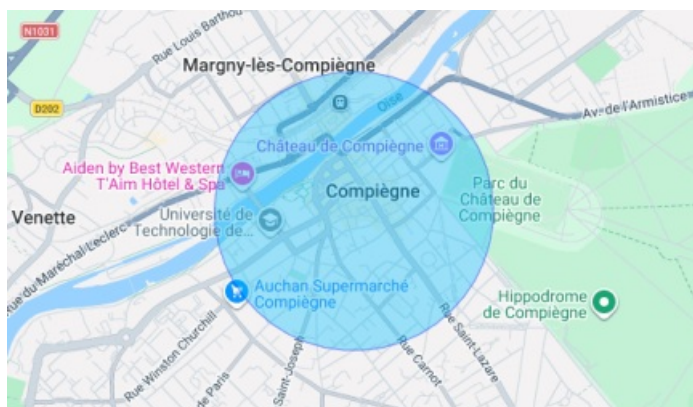 N1031
Rue Louis Barthou
Margny-lès-Compiègne
D202
Oise
Av. de l'Armistice
Château de Compiègne
Aiden by Best Western
T'Aim Hôtel & Spa
Compiègne
Parc du
Château de
Compiègne
Venette
Université de
Technologie de...
Rue du Maréchal Leclerc
Auchan Supermarché
Compiègne
Hippodrome
de Compiègne
Rue Winston Churchill
Rue Saint-Lazare
Rue Carnot
Saint-Joseph
de Paris